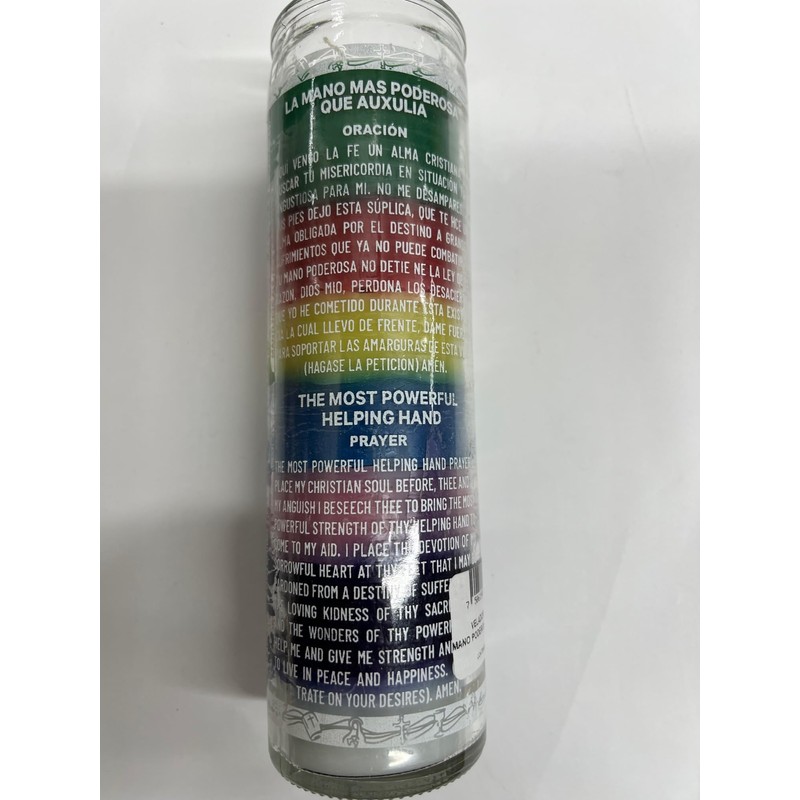 LA MANO MAS PODEROSA
QUE AUXULIA
ORACIÓN
VENGO LA FE UN ALMA CRISTIANA
TU MISERICORDIA EN SITUACIÓN
PARA MI. NO ME DESAMPARES
PIES DEJO ESTA SÚPLICA, QUE TE HCE
OBLIGADA POR EL DESTINO A
QUE YA NO PUEDE
MANO PODEROSA NO DETIE NE LA LEY
DIOS MIO, PERDONA LOS
YO HE COMETIDO DURANTE ESTA
LA CUAL LLEVO DE FRENTE, DAME
SOPORTAR LAS AMARGURAS DE ESTA
(HAGASE LA PETICIÓN) AMEN.
THE MOST POWERFUL
HELPING HAND
PRAYER
THE MOST POWERFUL HELPING HAND PRAYER
PLACE MY CHRISTIAN SOUL BEFORE, THEE AND
MY ANGUISH I BESEECH THEE TO BRING THE
POWERFUL STRENGTH OF THY HELPING HAND
COME TO MY AID. I PLACE THE DEVOTION OF
HEART AT THY FEET THAT I MAY
FROM A DESTINY OF
LOVING KIDNESS OF THY
THE WONDERS OF THY
HELP ME AND GIVE ME STRENGTH
TO LIVE IN PEACE AND HAPPINESS.
TRATE ON YOUR DESIRES). AMEN.
7
MANO